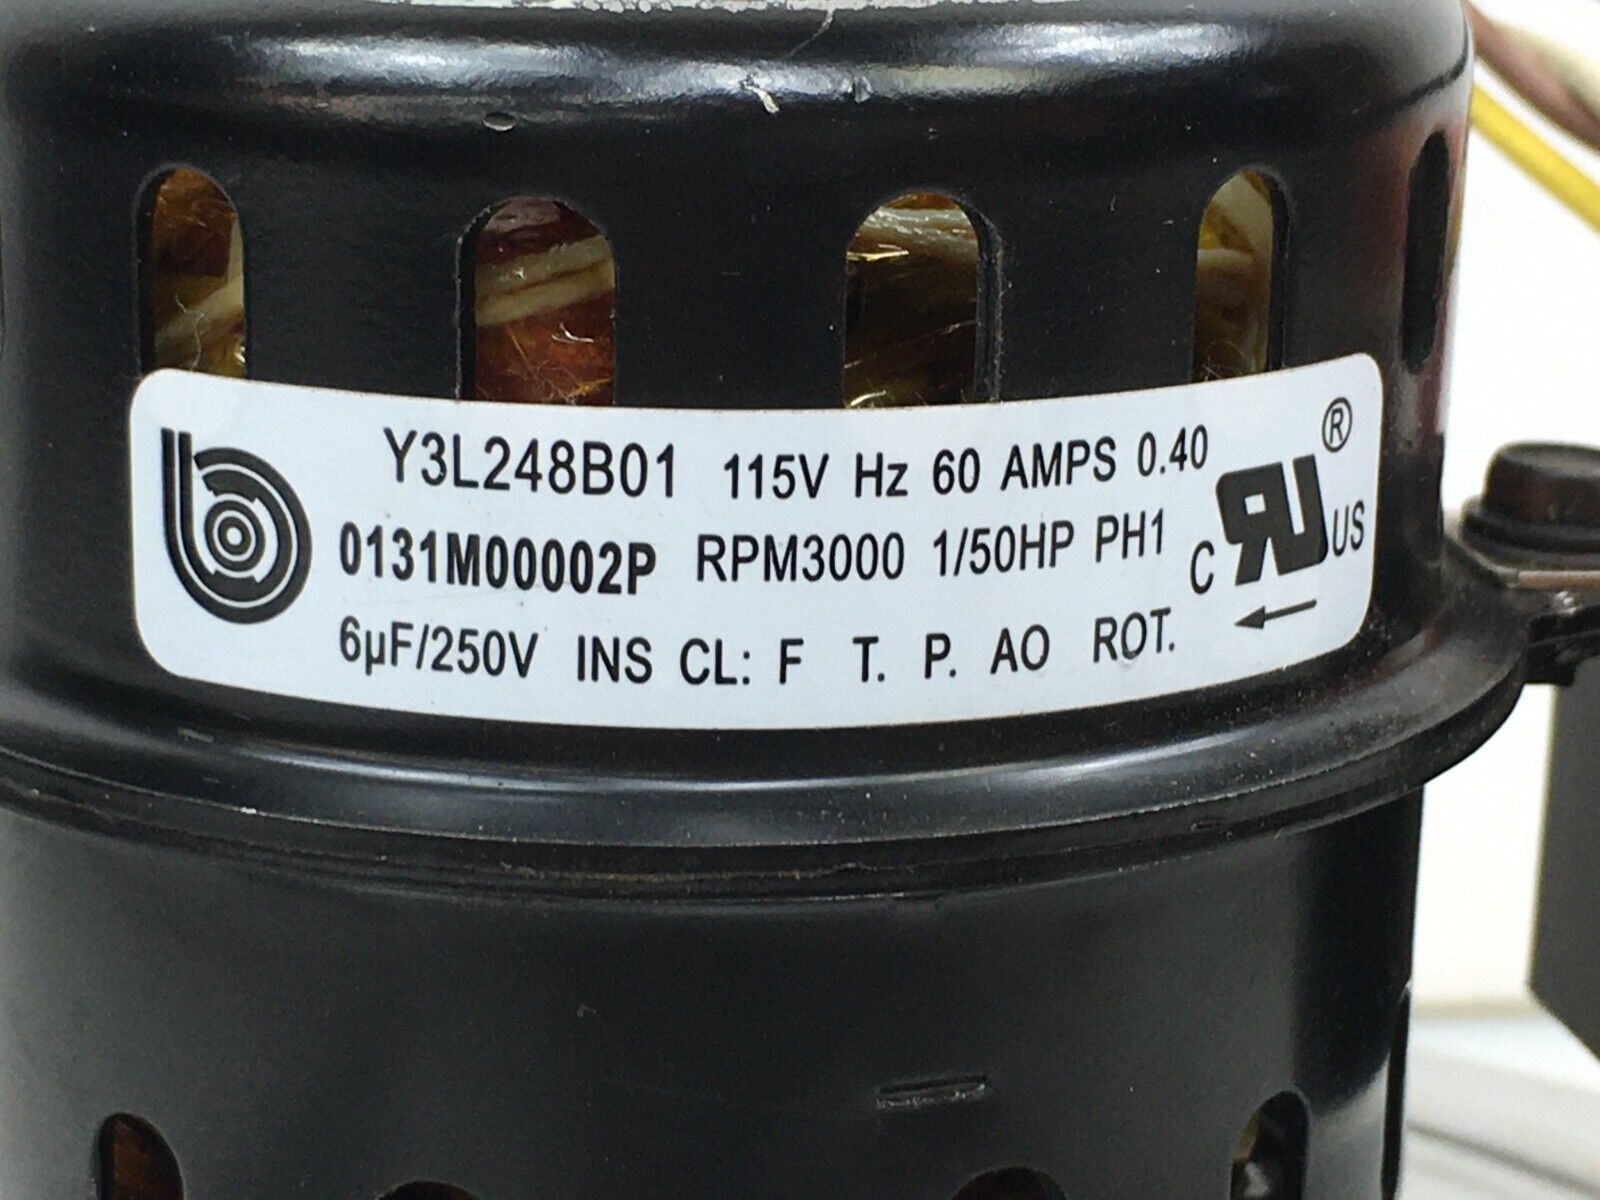 Y3L248B01 115V Hz 60 AMPS 0.40
0131M00002P RPM3000 1/50HP PH1
6µF/250V INS CL: F T. P. AO ROT.
C RU US ®